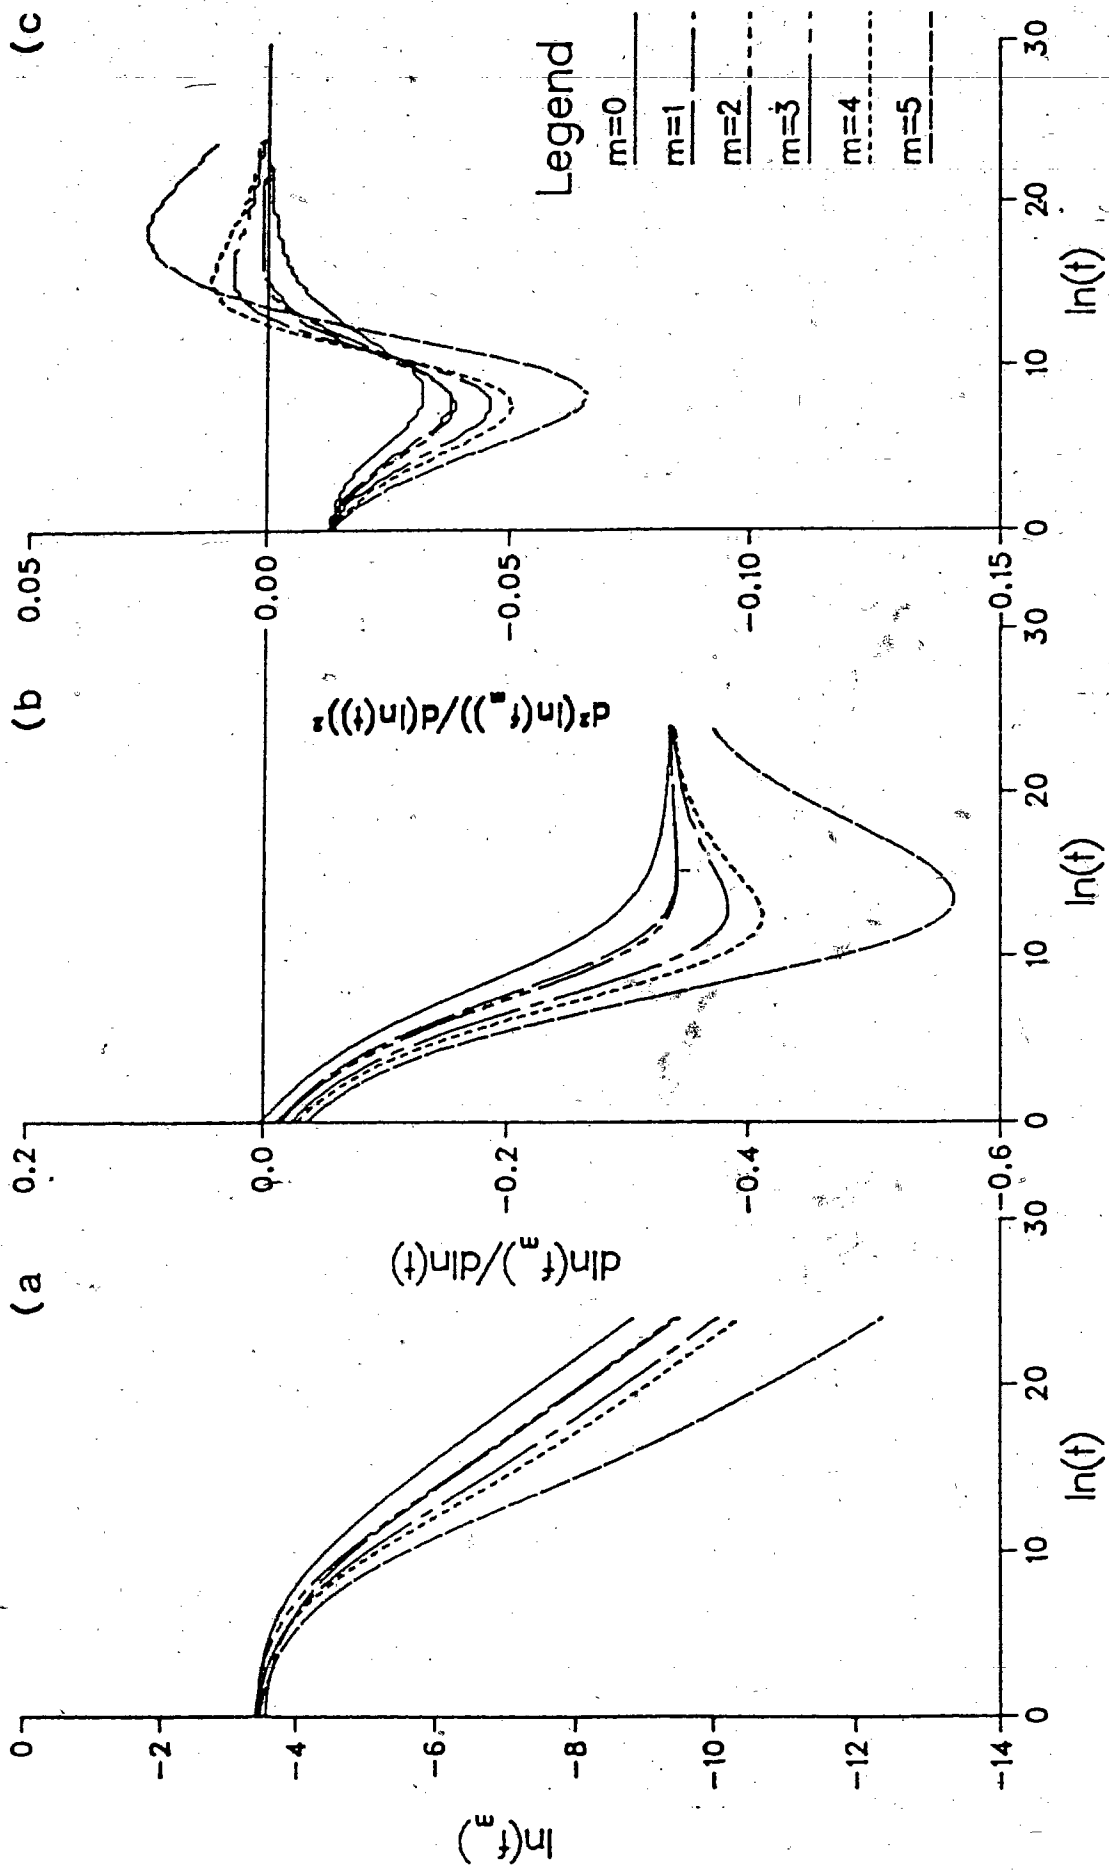 (a
0
−2
−4
−6
−8
−10
−12
−14
ln(f_m)
0
10
20
30
ln(t)
(b
0.2
0.0
−0.2
−0.4
−0.6
dln(f_m)/dln(t)
0
10
20
30
ln(t)
(c
0.05
0.00
−0.05
−0.10
−0.15
d²(ln(f_m))/d(ln(t))²
0
10
20
30
ln(t)
Legend
m=0
m=1
m=2
m=3
m=4
m=5